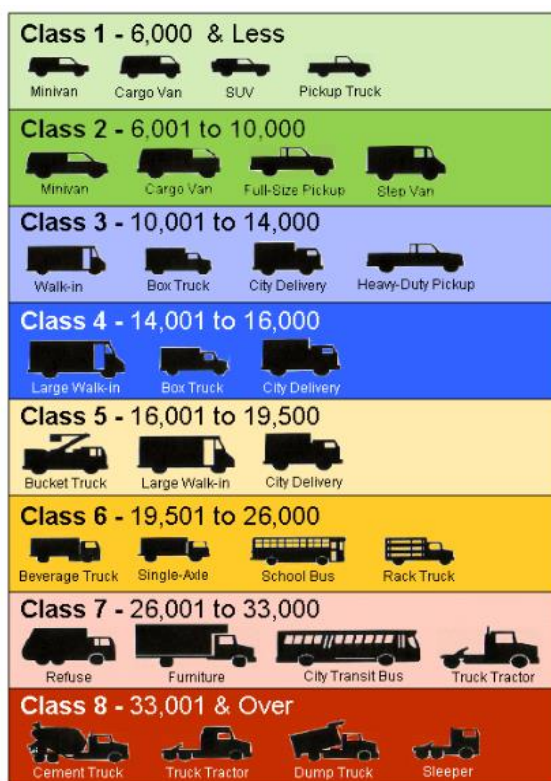 Class 1 - 6,000 & Less
Minivan Cargo Van SUV Pickup Truck
Class 2 - 6,001 to 10,000
Minivan Cargo Van Full-Size Pickup Step Van
Class 3 - 10,001 to 14,000
Walk-in Box Truck City Delivery Heavy-Duty Pickup
Class 4 - 14,001 to 16,000
Large Walk-in Box Truck City Delivery
Class 5 - 16,001 to 19,500
Bucket Truck Large Walk-in City Delivery
Class 6 - 19,501 to 26,000
Beverage Truck Single-Axle School Bus Rack Truck
Class 7 - 26,001 to 33,000
Refuse Furniture City Transit Bus Truck Tractor
Class 8 - 33,001 & Over
Cement Truck Truck Tractor Dump Truck Sleeper